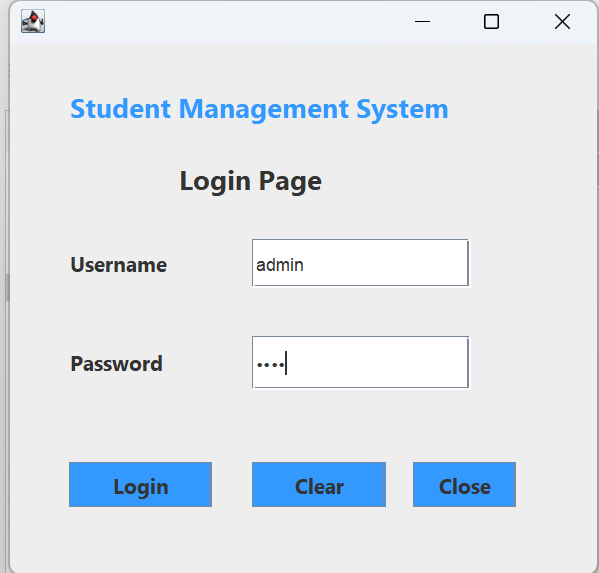 Student Management System
Login Page
Username
admin
Password
••••
Login
Clear
Close